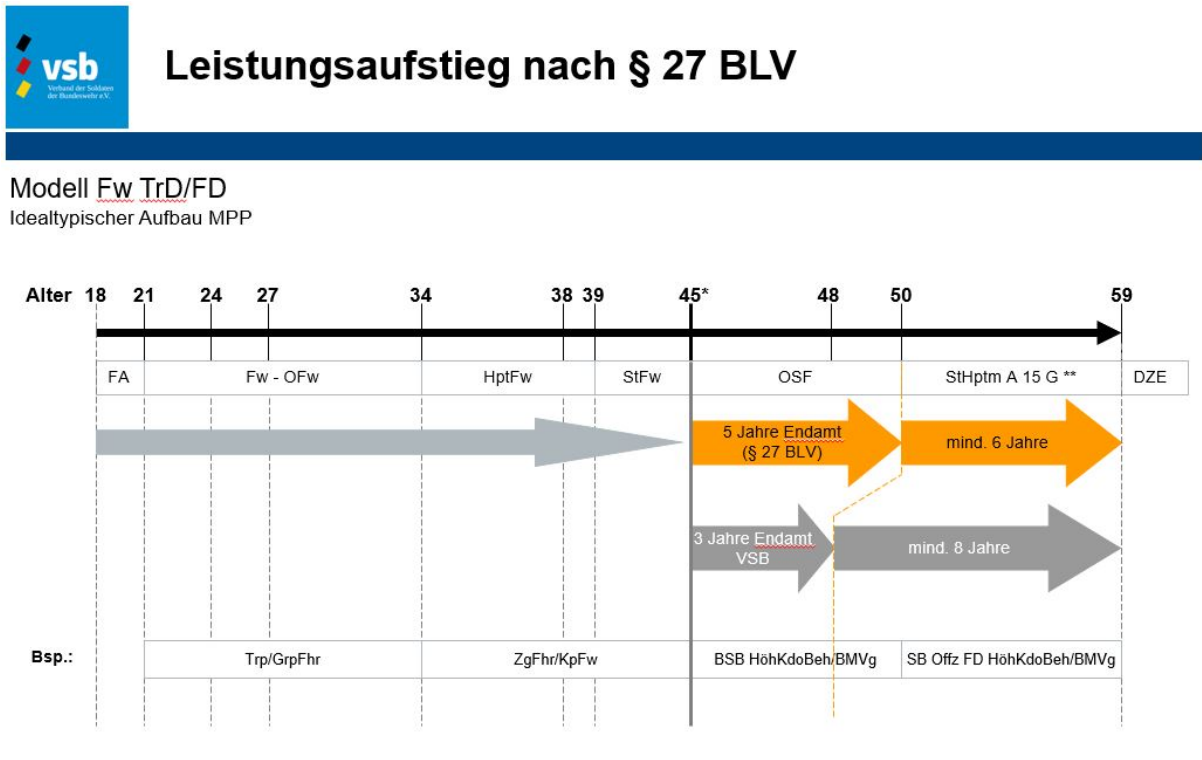 vsb
Verband der Soldaten
der Bundeswehr e.V.
Leistungsaufstieg nach § 27 BLV
Modell Fw TrD/FD
Idealtypischer Aufbau MPP
Alter 18 21 24 27 34 38 39 45* 48 50 59
FA Fw - OFw HptFw StFw OSF StHptm A 15 G ** DZE
5 Jahre Endamt
(§ 27 BLV)
mind. 6 Jahre
3 Jahre Endamt
VSB
mind. 8 Jahre
Bsp.: Trp/GrpFhr ZgFhr/KpFw BSB HöhKdoBeh/BMVg SB Offz FD HöhKdoBeh/BMVg